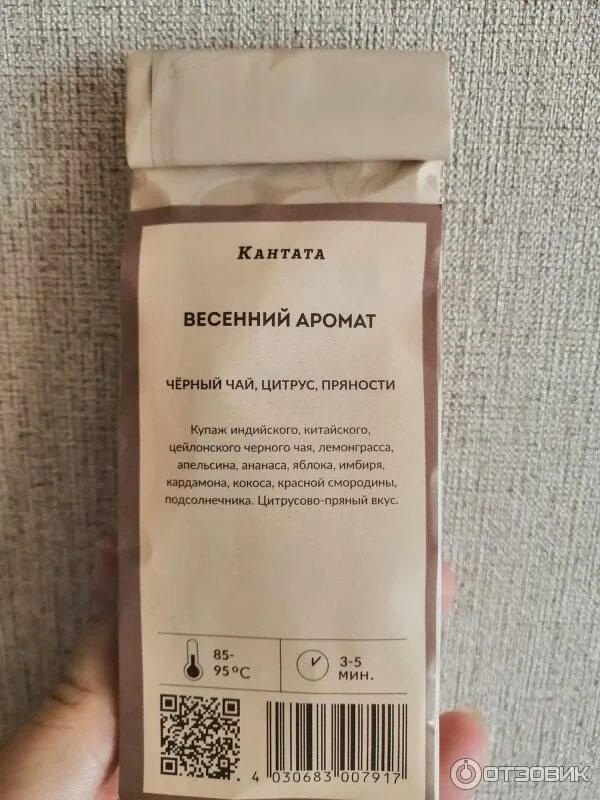 Кантата
ВЕСЕННИЙ АРОМАТ
ЧЁРНЫЙ ЧАЙ, ЦИТРУС, ПРЯНОСТИ
Купаж индийского, китайского,
цейлонского черного чая, лемонграсса,
апельсина, ананаса, яблока, имбиря,
кардамона, кокоса, красной смородины,
подсолнечника. Цитрусово-пряный вкус.
85-
95°C
3-5
МИН.
4 030683 007917
ОТЗОВИК